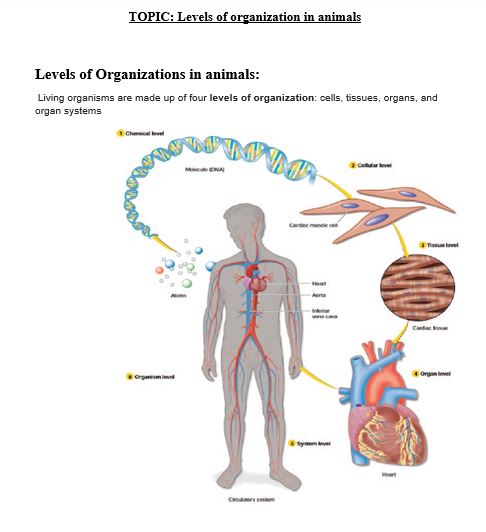 TOPIC: Levels of organization in animals
Levels of Organizations in animals:
Living organisms are made up of four levels of organization: cells, tissues, organs, and
organ systems
1 Chemical level
Molecule (DNA)
2 Cellular level
Cardiac muscle cell
3 Tissue level
Atoms
Heart
Aorta
Inferior
vena cava
Cardiac tissue
6 Organism level
4 Organ level
5 System level
Heart
Circulatory system